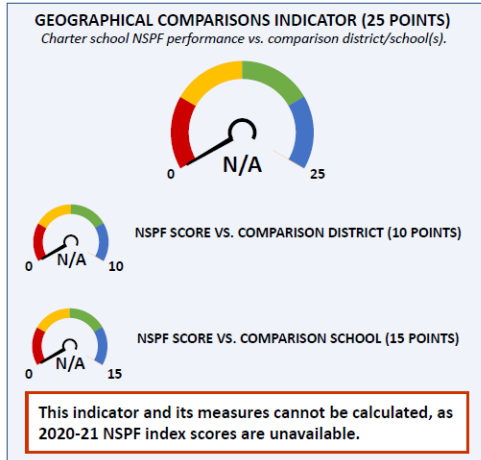 GEOGRAPHICAL COMPARISONS INDICATOR (25 POINTS)
Charter school NSPF performance vs. comparison district/school(s).
N/A
0
25
NSPF SCORE VS. COMPARISON DISTRICT (10 POINTS)
N/A
0
10
NSPF SCORE VS. COMPARISON SCHOOL (15 POINTS)
N/A
0
15
This indicator and its measures cannot be calculated, as
2020-21 NSPF index scores are unavailable.